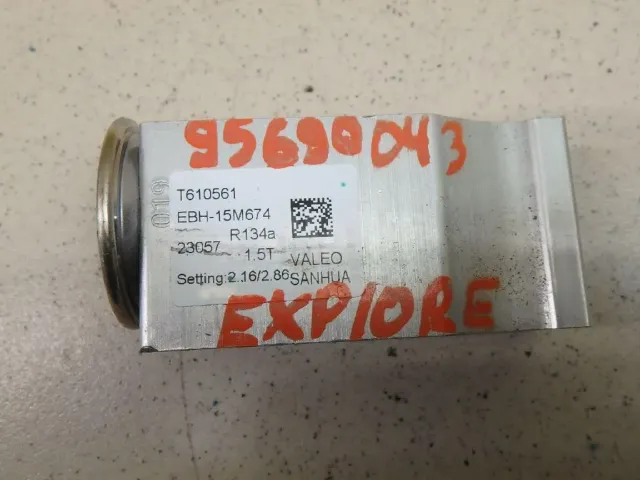 95690043
019
T610561
EBH-15M674
R134a
23057 1.5T VALEO
Setting:2.16/2.86 SANHUA
EXPLORE